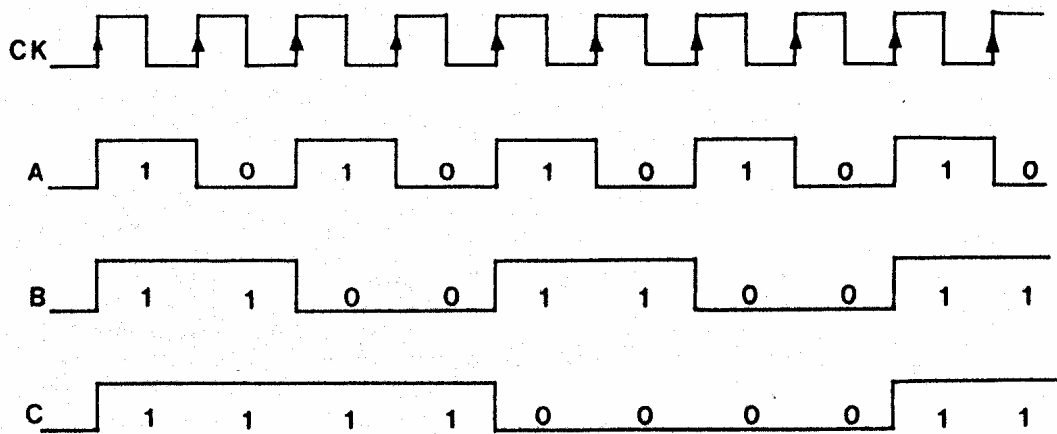 CK
A 1 0 1 0 1 0 1 0 1 0
B 1 1 0 0 1 1 0 0 1 1
C 1 1 1 1 0 0 0 0 1 1